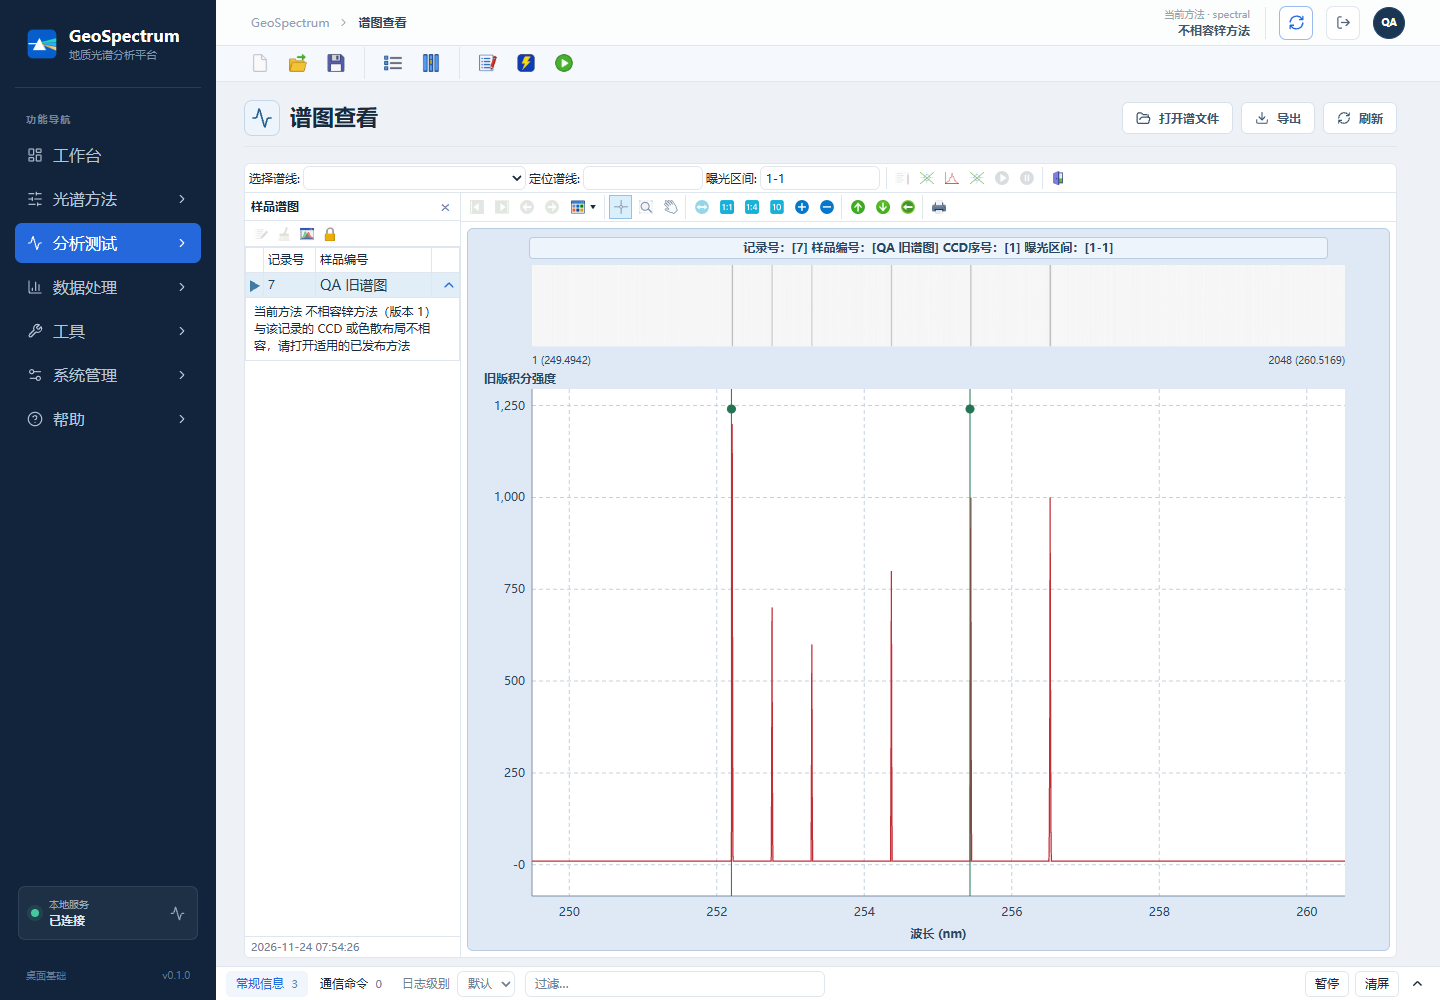 GeoSpectrum
地质光谱分析平台
功能导航
工作台
光谱方法
分析测试
数据处理
工具
系统管理
帮助
本地服务
已连接
桌面基础 v0.1.0
GeoSpectrum 谱图查看
当前方法 · spectral
不相容锌方法
QA
谱图查看
打开谱文件 导出 刷新
选择谱线: 定位谱线: 曝光区间: 1-1
样品谱图
1:1 1:4 10
记录号 样品编号
7 QA 旧谱图
当前方法 不相容锌方法（版本 1）
与该记录的 CCD 或色散布局不相
容，请打开适用的已发布方法
2026-11-24 07:54:26
记录号：[7] 样品编号：[QA 旧谱图] CCD序号：[1] 曝光区间：[1-1]
1 (249.4942) 2048 (260.5169)
旧版积分强度
1,250
1,000
750
500
250
-0
250 252 254 256 258 260
波长 (nm)
常规信息 3 通信命令 0 日志级别 默认 过滤... 暂停 清屏